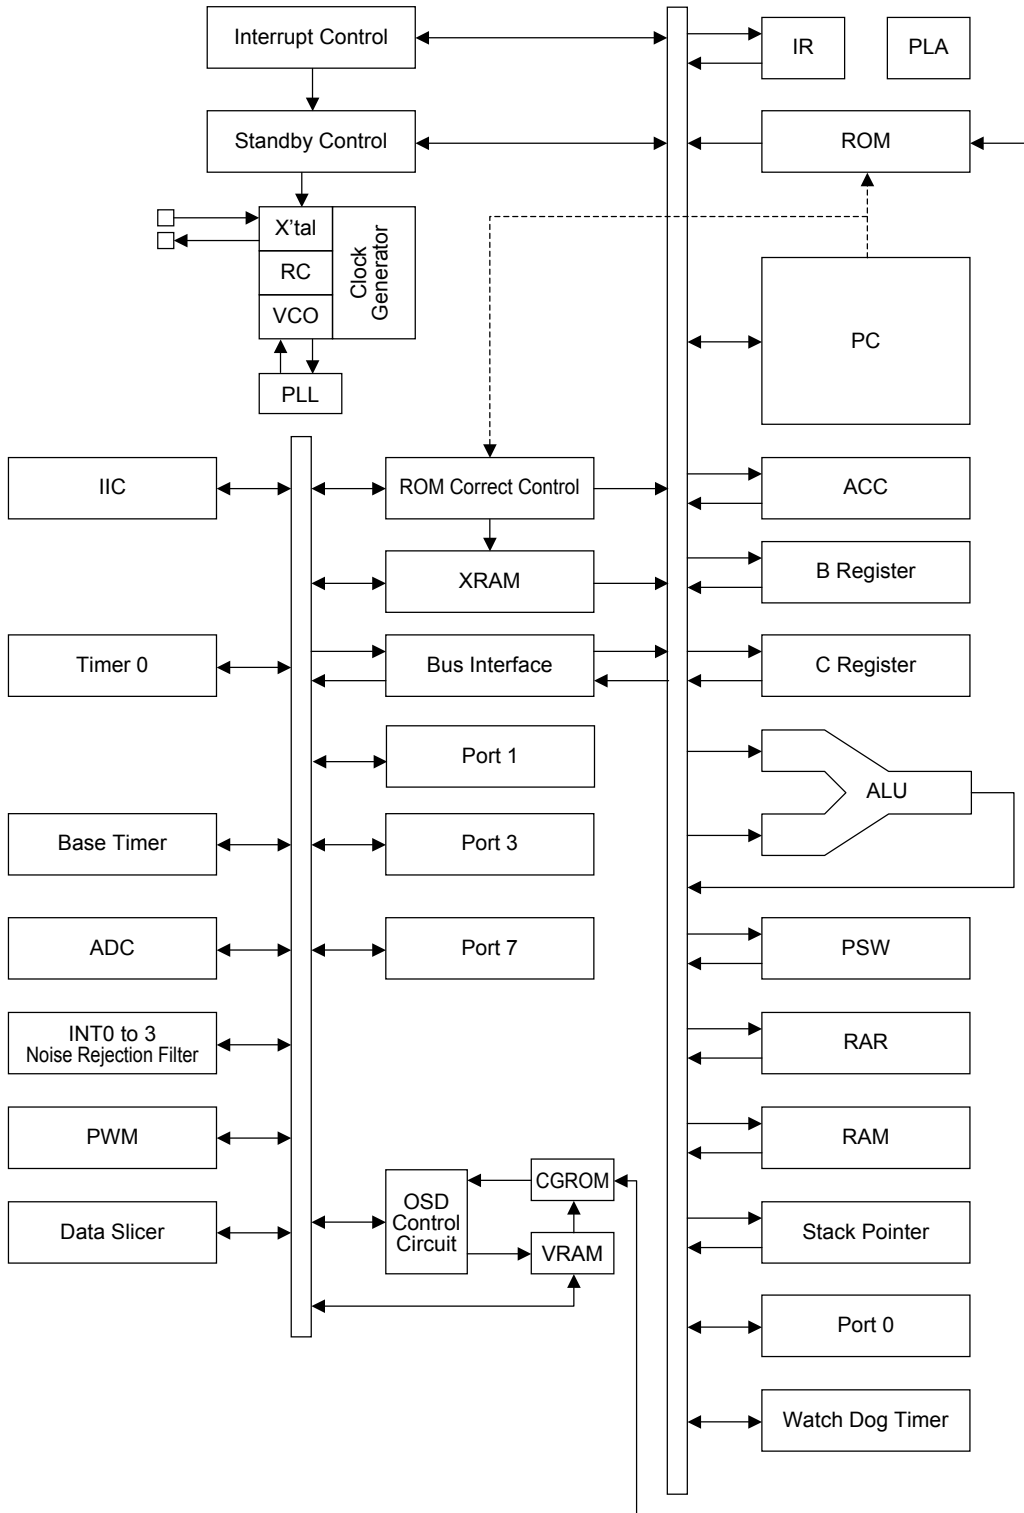 Interrupt Control
IR
PLA
Standby Control
ROM
X'tal
RC
VCO
Clock
Generator
PC
PLL
IIC
ROM Correct Control
ACC
XRAM
B Register
Timer 0
Bus Interface
C Register
Port 1
ALU
Base Timer
Port 3
ADC
Port 7
PSW
INT0 to 3
Noise Rejection Filter
RAR
PWM
RAM
OSD
Control
Circuit
CGROM
Data Slicer
VRAM
Stack Pointer
Port 0
Watch Dog Timer